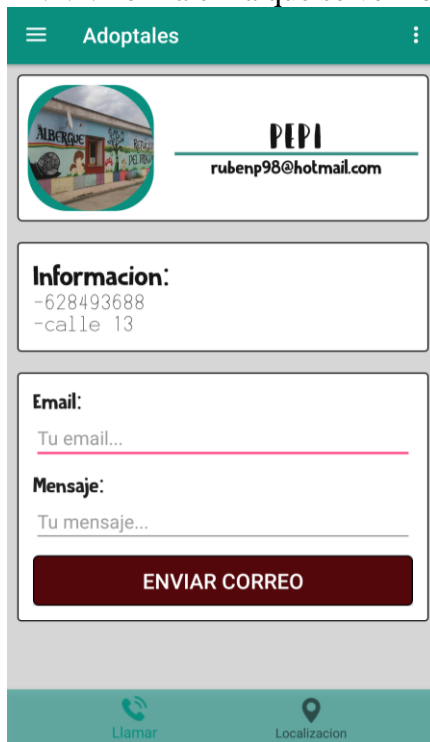 Adoptales
ALBERGUE
PEPI
rubenp98@hotmail.com
Informacion:
-628493688
-calle 13
Email:
Tu email...
Mensaje:
Tu mensaje...
ENVIAR CORREO
Llamar
Localizacion